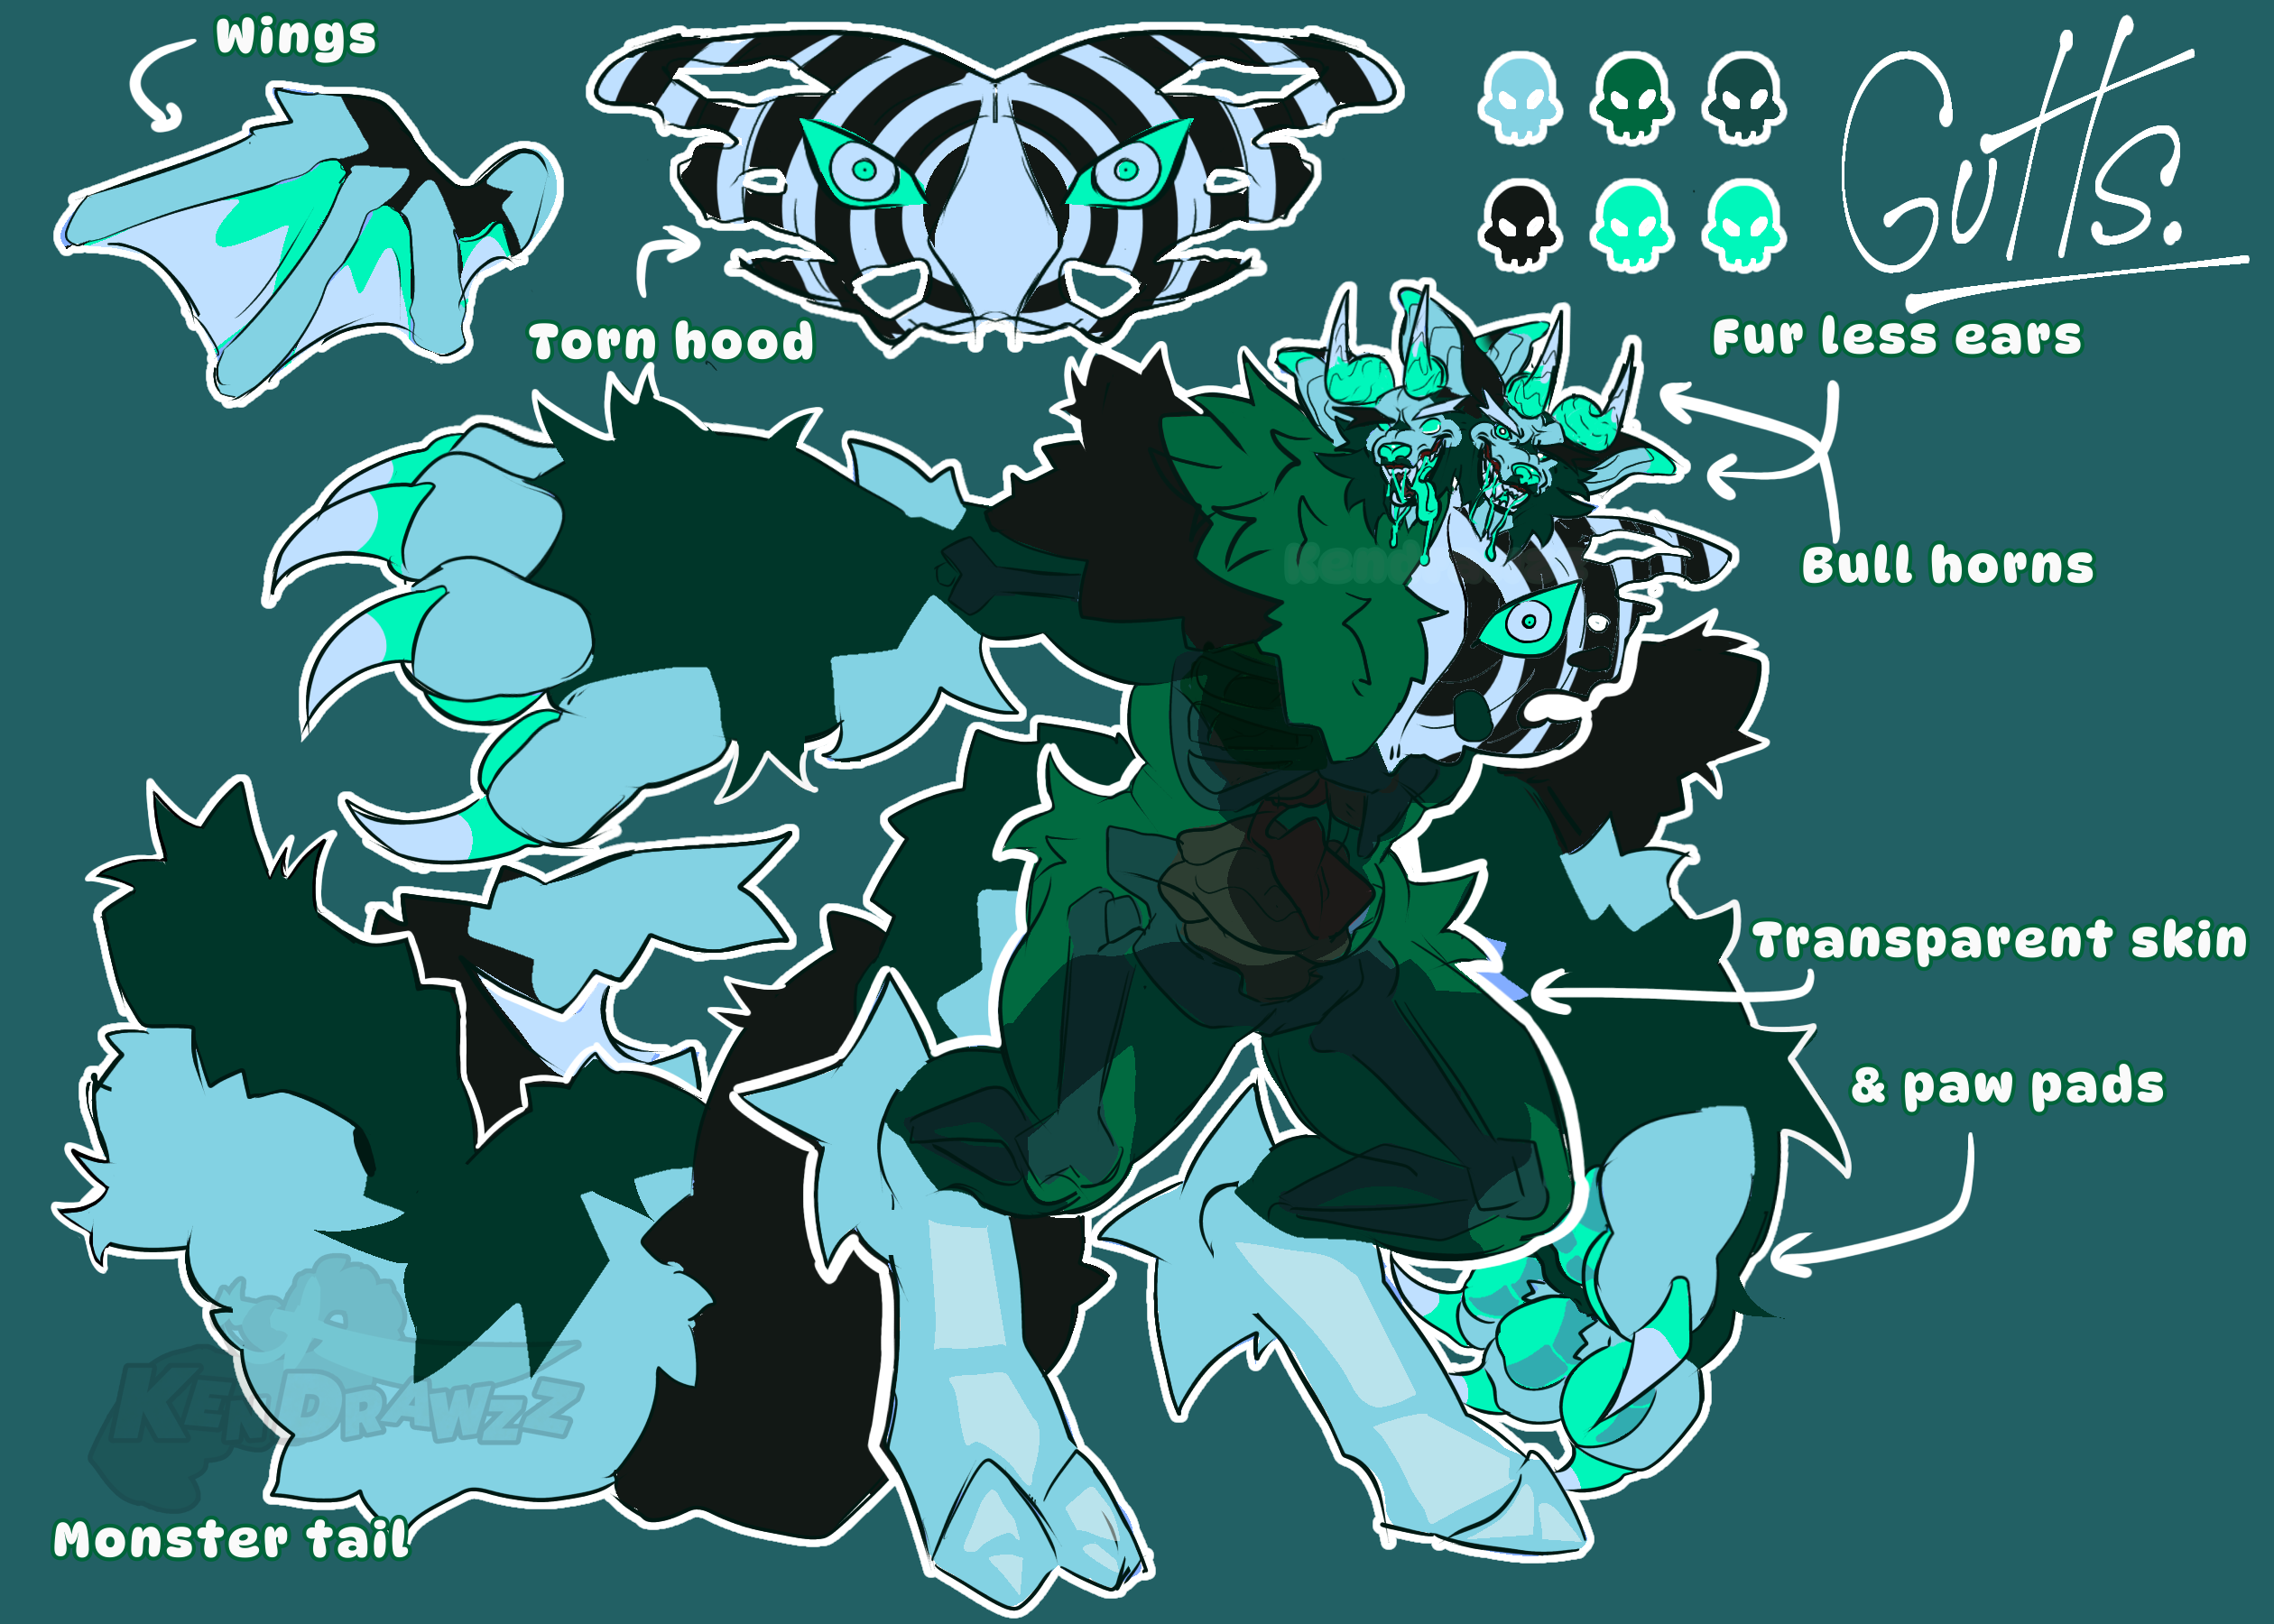 Wings
Gutts.
Torn hood
Fur less ears
Bull horns
Transparent skin
& paw pads
KenDrawzZ
Monster tail